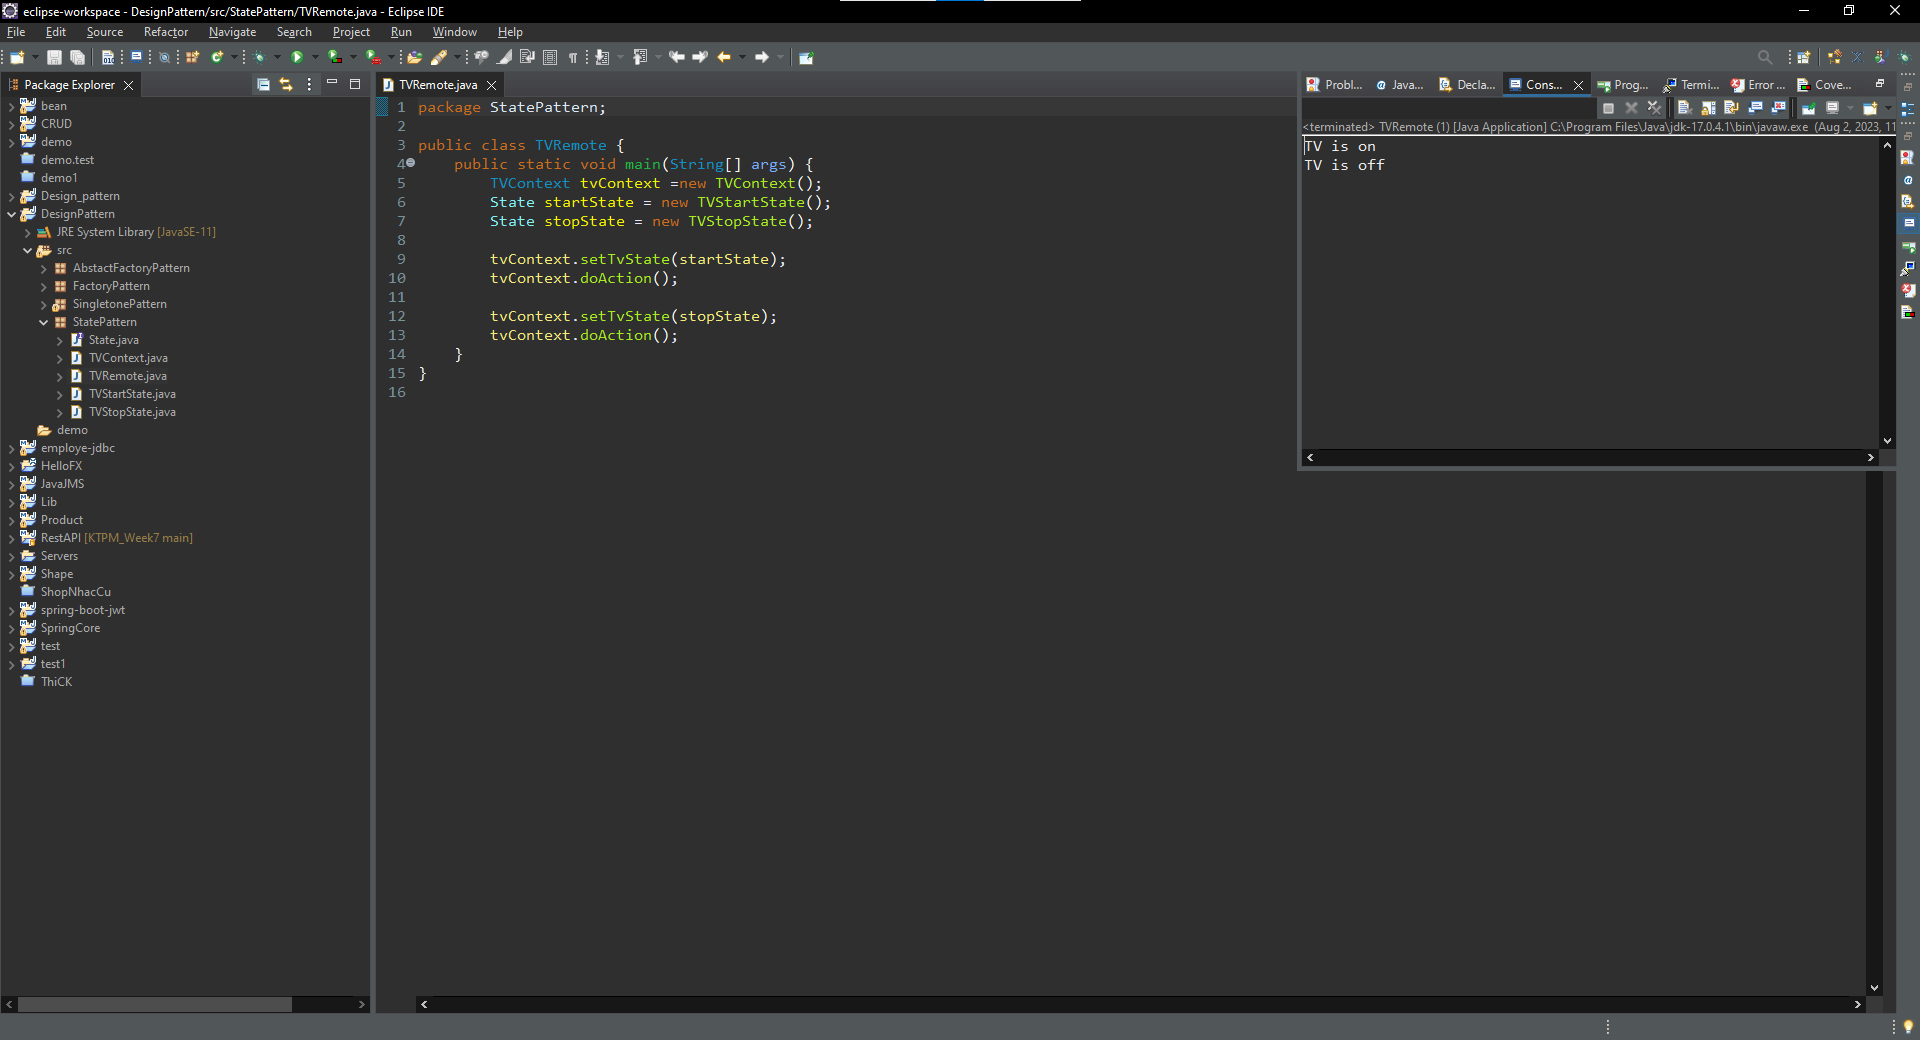 eclipse-workspace - DesignPattern/src/StatePattern/TVRemote.java - Eclipse IDE
File Edit Source Refactor Navigate Search Project Run Window Help
Package Explorer
bean
CRUD
demo
demo.test
demo1
Design_pattern
DesignPattern
JRE System Library [JavaSE-11]
src
AbstactFactoryPattern
FactoryPattern
SingletonePattern
StatePattern
State.java
TVContext.java
TVRemote.java
TVStartState.java
TVStopState.java
demo
employe-jdbc
HelloFX
JavaJMS
Lib
Product
RestAPI [KTPM_Week7 main]
Servers
Shape
ShopNhacCu
spring-boot-jwt
SpringCore
test
test1
ThiCK
TVRemote.java
1 package StatePattern;
2
3 public class TVRemote {
4 public static void main(String[] args) {
5 TVContext tvContext =new TVContext();
6 State startState = new TVStartState();
7 State stopState = new TVStopState();
8
9 tvContext.setTvState(startState);
10 tvContext.doAction();
11
12 tvContext.setTvState(stopState);
13 tvContext.doAction();
14 }
15 }
16
Probl... Java... Decla... Cons... Prog... Termi... Error ... Cove...
<terminated> TVRemote (1) [Java Application] C:\Program Files\Java\jdk-17.0.4.1\bin\javaw.exe (Aug 2, 2023, 11
TV is on
TV is off